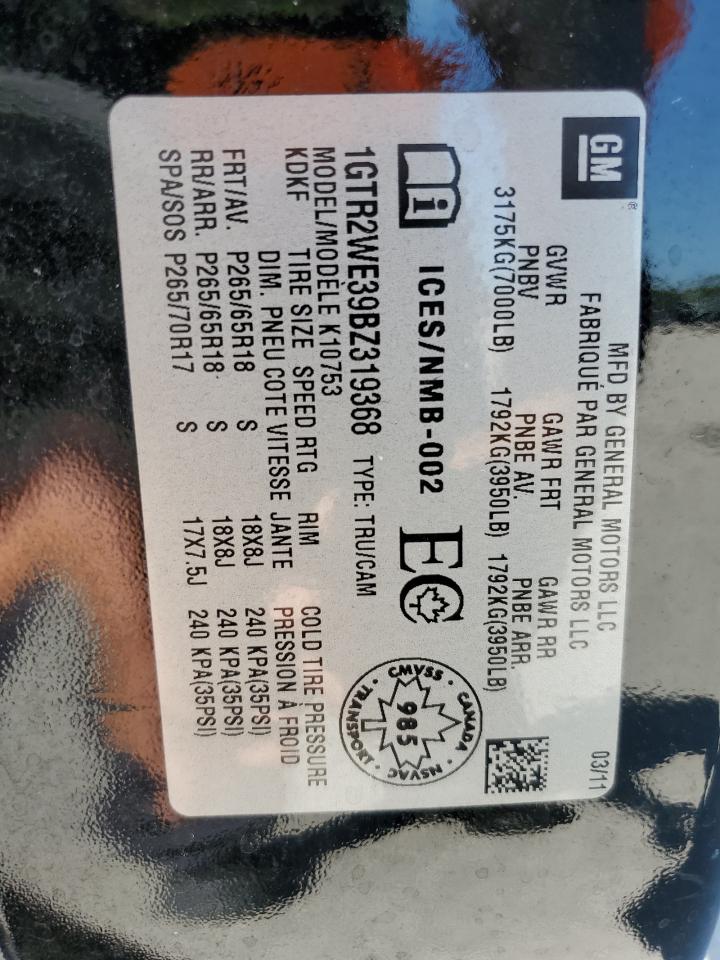 GM®
MFD BY GENERAL MOTORS LLC 03/11
FABRIQUÉ PAR GENERAL MOTORS LLC
GVWR GAWR FRT GAWR RR
PNBV PNBE AV. PNBE ARR.
3175KG(7000LB) 1792KG(3950LB) 1792KG(3950LB)
i ICES/NMB-002 EC
CMVSS · CANADA · NSVAC · TRANSPORT ·
985
1GTR2WE39BZ319368 TYPE: TRU/CAM
MODEL/MODÈLE K10753
KDKF TIRE SIZE SPEED RTG RIM COLD TIRE PRESSURE
DIM. PNEU COTE VITESSE JANTE PRESSION À FROID
FRT/AV. P265/65R18 S 18X8J 240 KPA(35PSI)
RR/ARR. P265/65R18 S 18X8J 240 KPA(35PSI)
SPA/SOS P265/70R17 S 17X7.5J 240 KPA(35PSI)